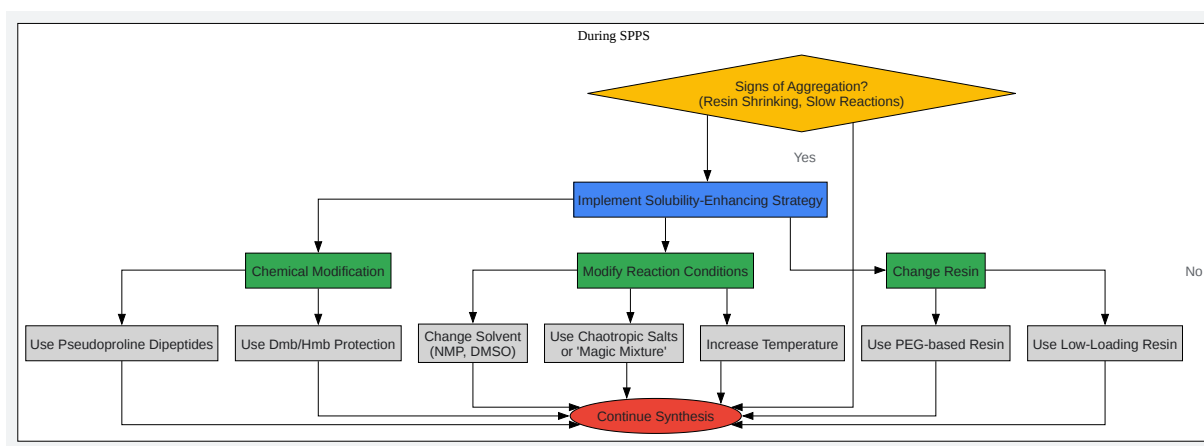 During SPPS
Signs of Aggregation?
(Resin Shrinking, Slow Reactions)
Yes
Implement Solubility-Enhancing Strategy
Chemical Modification
Modify Reaction Conditions
Change Resin
No
Use Pseudoproline Dipeptides
Use Dmb/Hmb Protection
Change Solvent
(NMP, DMSO)
Use Chaotropic Salts
or 'Magic Mixture'
Increase Temperature
Use PEG-based Resin
Use Low-Loading Resin
Continue Synthesis